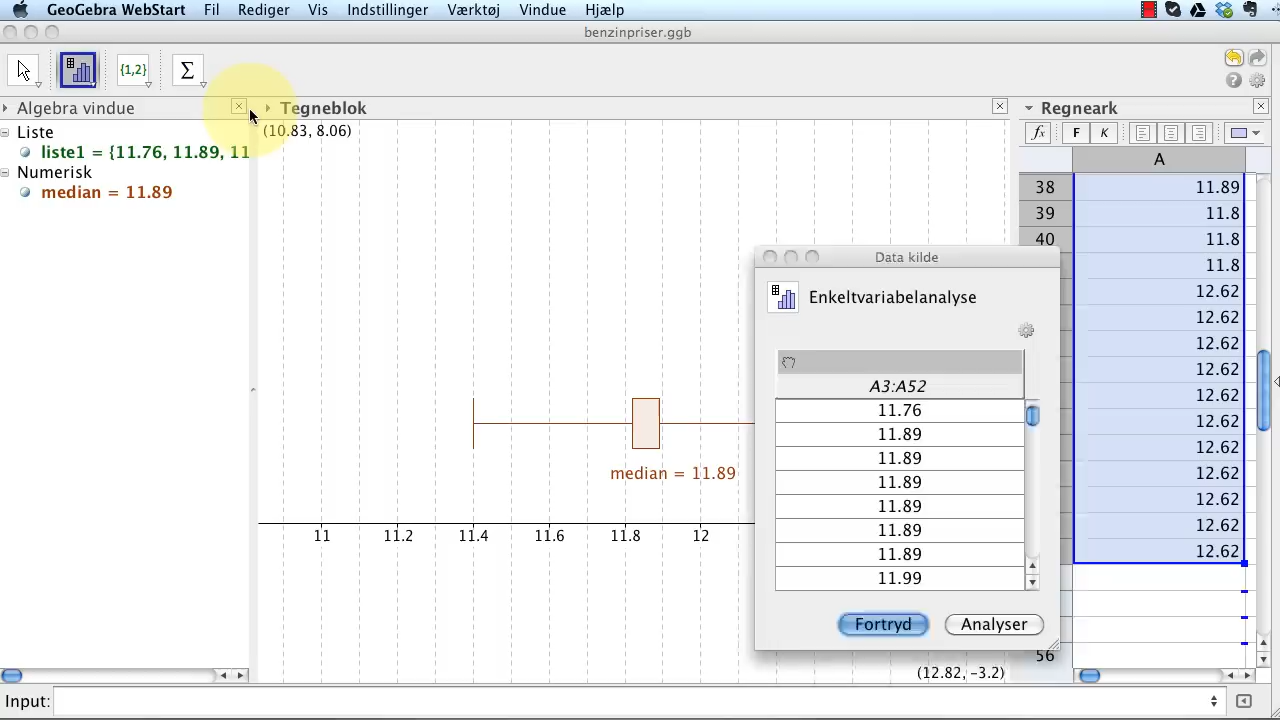 GeoGebra WebStart Fil Rediger Vis Indstillinger Værktøj Vindue Hjælp
benzinpriser.ggb
{1,2} Σ
Algebra vindue
Tegneblok
Regneark
(10.83, 8.06)
Liste
liste1 = {11.76, 11.89, 11
Numerisk
median = 11.89
fx F K
A
38 11.89
39 11.8
40 11.8
11.8
12.62
12.62
12.62
12.62
12.62
12.62
12.62
12.62
12.62
12.62
12.62
56
Data kilde
Enkeltvariabelanalyse
A3:A52
11.76
11.89
11.89
11.89
11.89
11.89
11.89
11.99
Fortryd Analyser
median = 11.89
11 11.2 11.4 11.6 11.8 12
(12.82, −3.2)
Input: